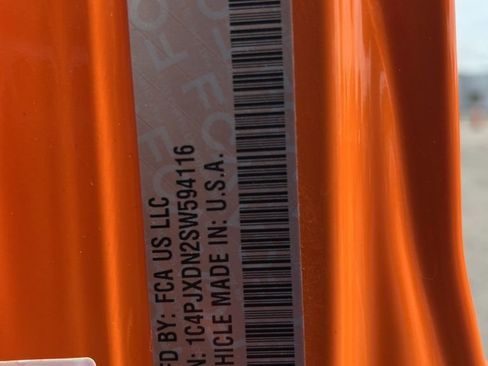 FD BY: FCA US LLC
N: 1C4PJXDN2SW594116
HICLE MADE IN: U.S.A.